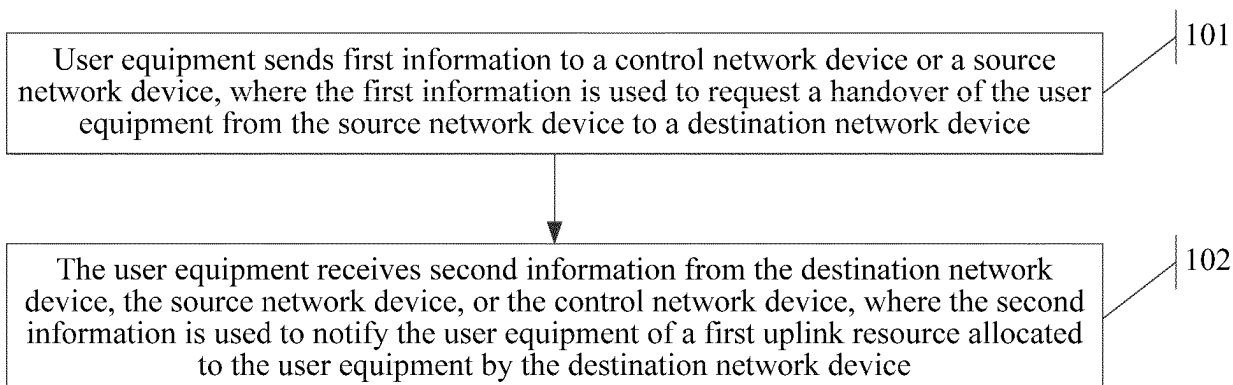 101
User equipment sends first information to a control network device or a source
network device, where the first information is used to request a handover of the user
equipment from the source network device to a destination network device
102
The user equipment receives second information from the destination network
device, the source network device, or the control network device, where the second
information is used to notify the user equipment of a first uplink resource allocated
to the user equipment by the destination network device